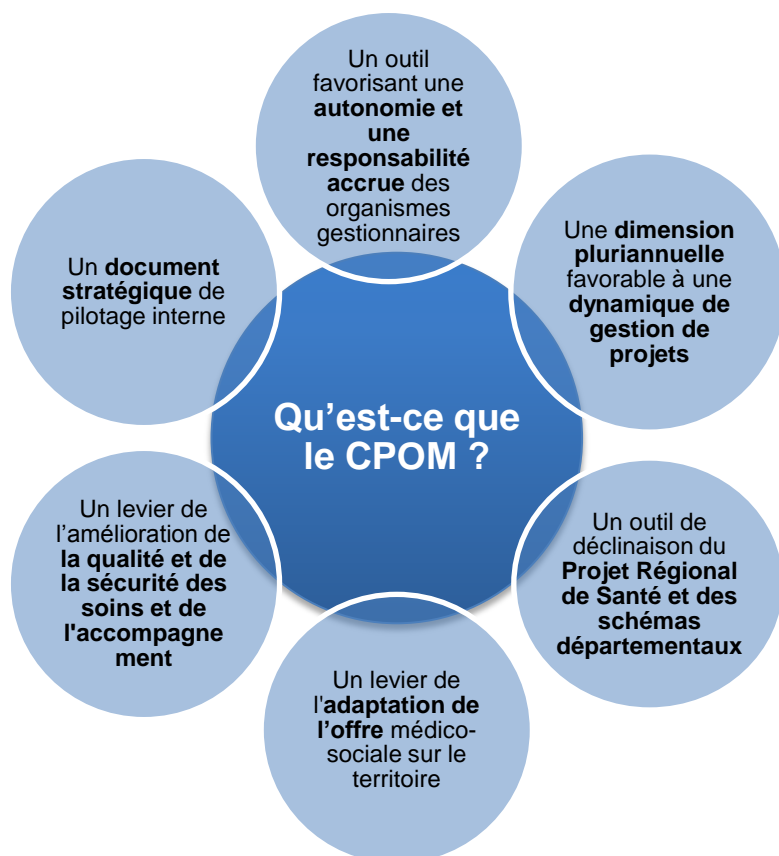 Un outil
favorisant une
autonomie et
une
responsabilité
accrue des
organismes
gestionnaires
Une dimension
pluriannuelle
favorable à une
dynamique de
gestion de
projets
Un outil de
déclinaison du
Projet Régional
de Santé et des
schémas
départementaux
Un levier de
l'adaptation de
l’offre médico-
sociale sur le
territoire
Un levier de
l’amélioration de
la qualité et de
la sécurité des
soins et de
l'accompagne
ment
Un document
stratégique de
pilotage interne
Qu’est-ce que
le CPOM ?